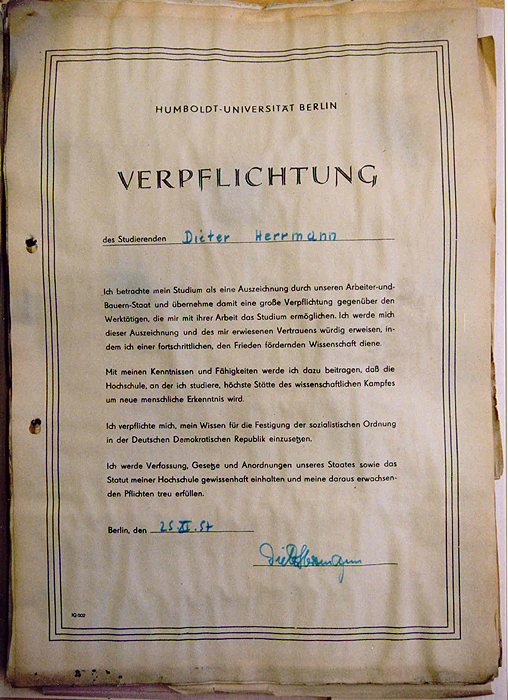 HUMBOLDT-UNIVERSITÄT BERLIN
VERPFLICHTUNG
des Studierenden Dieter Herrmann
Ich betrachte mein Studium als eine Auszeichnung durch unseren Arbeiter-und-
Bauern-Staat und übernehme damit eine große Verpflichtung gegenüber den
Werktätigen, die mir mit ihrer Arbeit das Studium ermöglichen. Ich werde mich
dieser Auszeichnung und des mir erwiesenen Vertrauens würdig erweisen, in-
dem ich einer fortschrittlichen, den Frieden fördernden Wissenschaft diene.
Mit meinen Kenntnissen und Fähigkeiten werde ich dazu beitragen, daß die
Hochschule, an der ich studiere, höchste Stätte des wissenschaftlichen Kampfes
um neue menschliche Erkenntnis wird.
Ich verpflichte mich, mein Wissen für die Festigung der sozialistischen Ordnung
in der Deutschen Demokratischen Republik einzusetzen.
Ich werde Verfassung, Gesetze und Anordnungen unseres Staates sowie das
Statut meiner Hochschule gewissenhaft einhalten und meine daraus erwachsen-
den Pflichten treu erfüllen.
Berlin, den 25.XI.57